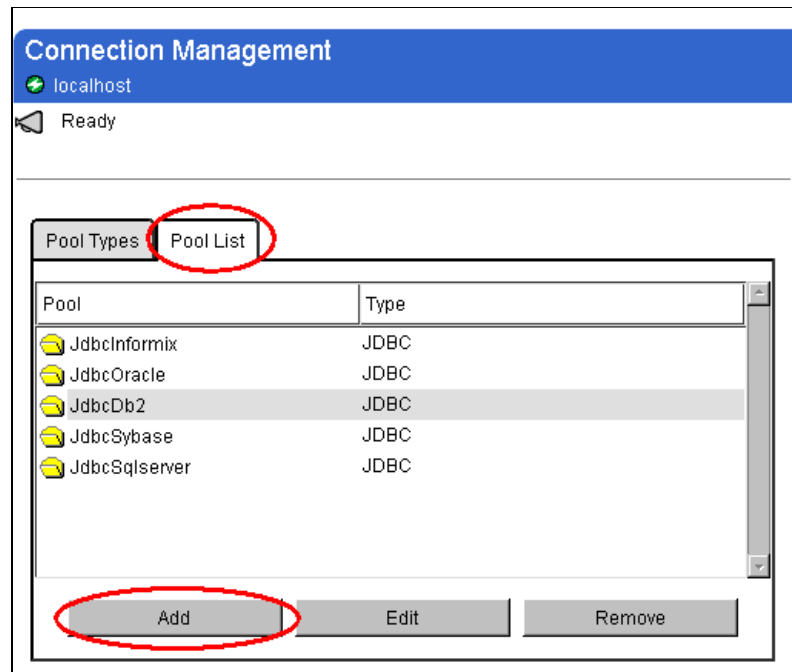 Connection Management
localhost
Ready
Pool Types Pool List
Pool Type
JdbcInformix JDBC
JdbcOracle JDBC
JdbcDb2 JDBC
JdbcSybase JDBC
JdbcSqlserver JDBC
Add Edit Remove